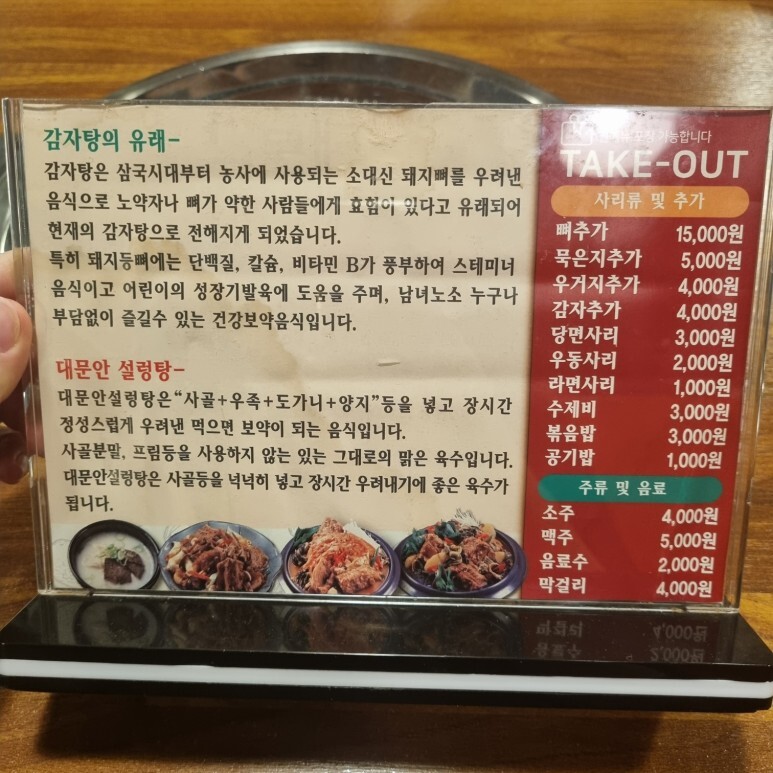 감자탕의 유래-
감자탕은 삼국시대부터 농사에 사용되는 소대신 돼지뼈를 우려낸
음식으로 노약자나 뼈가 약한 사람들에게 효험이 있다고 유래되어
현재의 감자탕으로 전해지게 되었습니다.
특히 돼지등뼈에는 단백질, 칼슘, 비타민 B가 풍부하여 스테미너
음식이고 어린이의 성장기발육에 도움을 주며, 남녀노소 누구나
부담없이 즐길수 있는 건강보약음식입니다.
대문안 설렁탕-
대문안설렁탕은“사골+우족+도가니+양지”등을 넣고 장시간
정성스럽게 우려낸 먹으면 보약이 되는 음식입니다.
사골분말, 프림등을 사용하지 않는 있는 그대로의 맑은 육수입니다.
대문안설렁탕은 사골등을 넉넉히 넣고 장시간 우려내기에 좋은 육수가
됩니다.
포장 가능합니다
TAKE-OUT
사리류 및 추가
뼈추가 15,000원
묵은지추가 5,000원
우거지추가 4,000원
감자추가 4,000원
당면사리 3,000원
우동사리 2,000원
라면사리 1,000원
수제비 3,000원
볶음밥 3,000원
공기밥 1,000원
주류 및 음료
소주 4,000원
맥주 5,000원
음료수 2,000원
막걸리 4,000원